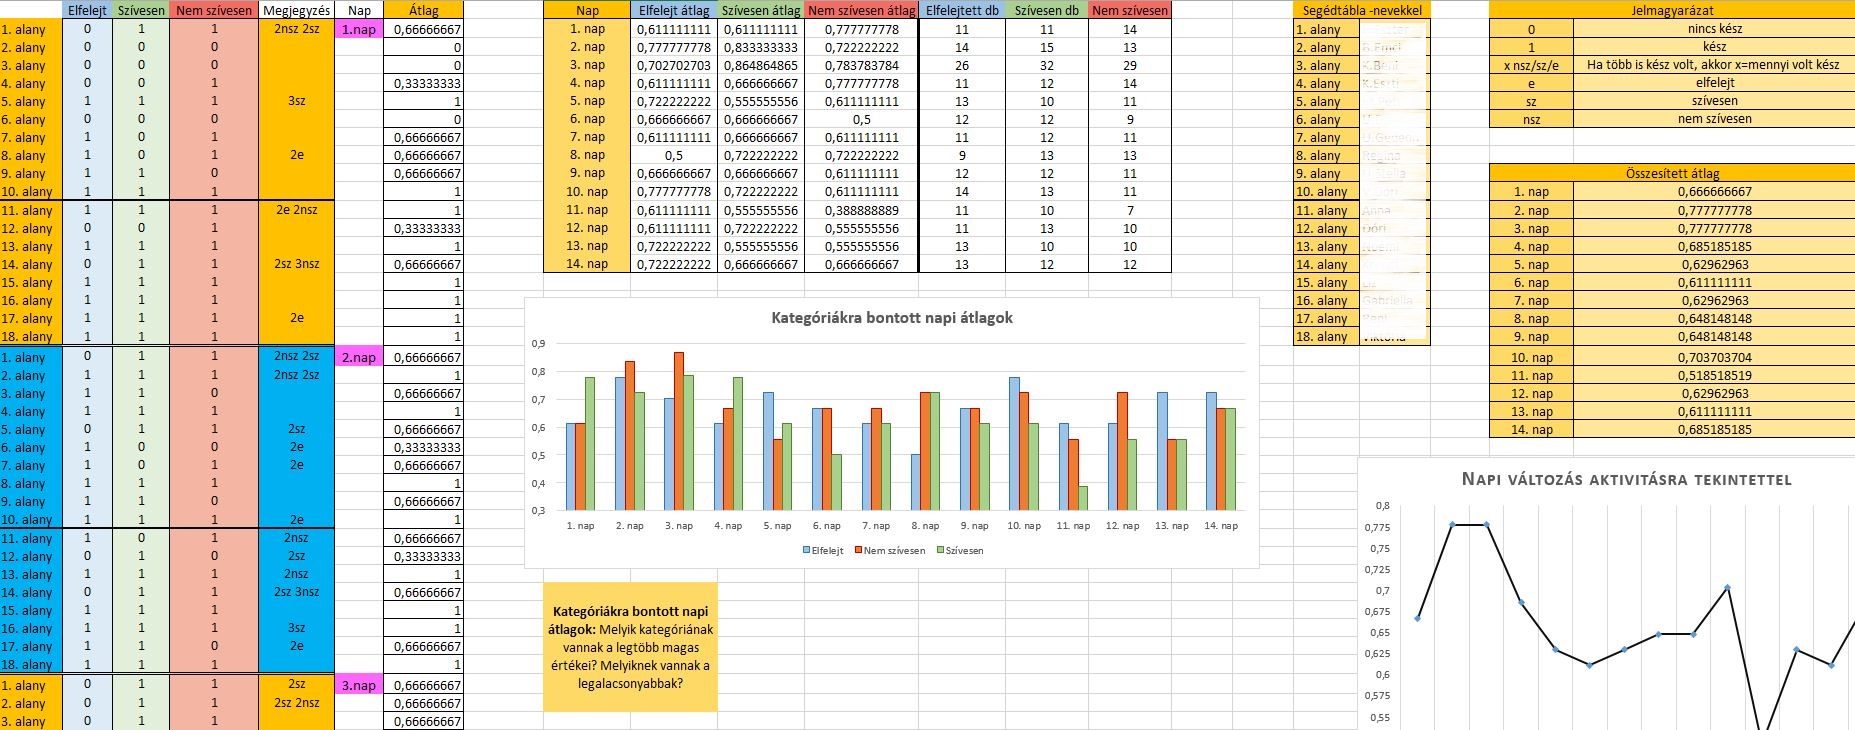 Elfelejt Szívesen Nem szívesen Megjegyzés Nap Átlag
1. alany 0 1 1 2nsz 2sz 1.nap 0,66666667
2. alany 0 0 0 0
3. alany 0 0 0 0
4. alany 0 0 1 0,33333333
5. alany 1 1 1 3sz 1
6. alany 0 0 0 0
7. alany 1 0 1 0,66666667
8. alany 1 0 1 2e 0,66666667
9. alany 1 1 0 0,66666667
10. alany 1 1 1 1
11. alany 1 1 1 2e 2nsz 1
12. alany 0 0 1 0,33333333
13. alany 1 1 1 1
14. alany 0 1 1 2sz 3nsz 0,66666667
15. alany 1 1 1 1
16. alany 1 1 1 1
17. alany 1 1 1 2e 1
18. alany 1 1 1 1
1. alany 0 1 1 2nsz 2sz 2.nap 0,66666667
2. alany 1 1 1 2nsz 2sz 1
3. alany 1 1 0 0,66666667
4. alany 1 1 1 1
5. alany 0 1 1 2sz 0,66666667
6. alany 1 0 0 2e 0,33333333
7. alany 1 0 1 2e 0,66666667
8. alany 1 1 1 1
9. alany 1 1 0 0,66666667
10. alany 1 1 1 2e 1
11. alany 1 0 1 2nsz 0,66666667
12. alany 0 1 0 2sz 0,33333333
13. alany 1 1 1 2nsz 1
14. alany 0 1 1 2sz 3nsz 0,66666667
15. alany 1 1 1 1
16. alany 1 1 1 3sz 1
17. alany 1 1 0 2e 0,66666667
18. alany 1 1 1 1
1. alany 0 1 1 2sz 3.nap 0,66666667
2. alany 0 1 1 2sz 2nsz 0,66666667
3. alany 0 1 1 0,66666667
Nap Elfelejt átlag Szívesen átlag Nem szívesen átlag Elfelejtett db Szívesen db Nem szívesen
1. nap 0,611111111 0,611111111 0,777777778 11 11 14
2. nap 0,777777778 0,833333333 0,722222222 14 15 13
3. nap 0,702702703 0,864864865 0,783783784 26 32 29
4. nap 0,611111111 0,666666667 0,777777778 11 12 14
5. nap 0,722222222 0,555555556 0,611111111 13 10 11
6. nap 0,666666667 0,666666667 0,5 12 12 9
7. nap 0,611111111 0,666666667 0,611111111 11 12 11
8. nap 0,5 0,722222222 0,722222222 9 13 13
9. nap 0,666666667 0,666666667 0,611111111 12 12 11
10. nap 0,777777778 0,722222222 0,611111111 14 13 11
11. nap 0,611111111 0,555555556 0,388888889 11 10 7
12. nap 0,611111111 0,722222222 0,555555556 11 13 10
13. nap 0,722222222 0,555555556 0,555555556 13 10 10
14. nap 0,722222222 0,666666667 0,666666667 13 12 12
Kategóriákra bontott napi átlagok
0,9
0,8
0,7
0,6
0,5
0,4
0,3
1. nap 2. nap 3. nap 4. nap 5. nap 6. nap 7. nap 8. nap 9. nap 10. nap 11. nap 12. nap 13. nap 14. nap
Elfelejt Nem szívesen Szívesen
Kategóriákra bontott napi
átlagok: Melyik kategóriának
vannak a legtöbb magas
értékei? Melyiknek vannak a
legalacsonyabbak?
Segédtábla -nevekkel
1. alany
2. alany
3. alany
4. alany
5. alany
6. alany
7. alany
8. alany
9. alany
10. alany
11. alany
12. alany
13. alany
14. alany
15. alany
16. alany
17. alany
18. alany
Jelmagyarázat
0 nincs kész
1 kész
x nsz/sz/e Ha több is kész volt, akkor x=mennyi volt kész
e elfelejt
sz szívesen
nsz nem szívesen
Összesített átlag
1. nap 0,666666667
2. nap 0,777777778
3. nap 0,777777778
4. nap 0,685185185
5. nap 0,62962963
6. nap 0,611111111
7. nap 0,62962963
8. nap 0,648148148
9. nap 0,648148148
10. nap 0,703703704
11. nap 0,518518519
12. nap 0,62962963
13. nap 0,611111111
14. nap 0,685185185
Napi változás aktivitásra tekintettel
0,8
0,775
0,75
0,725
0,7
0,675
0,65
0,625
0,6
0,575
0,55